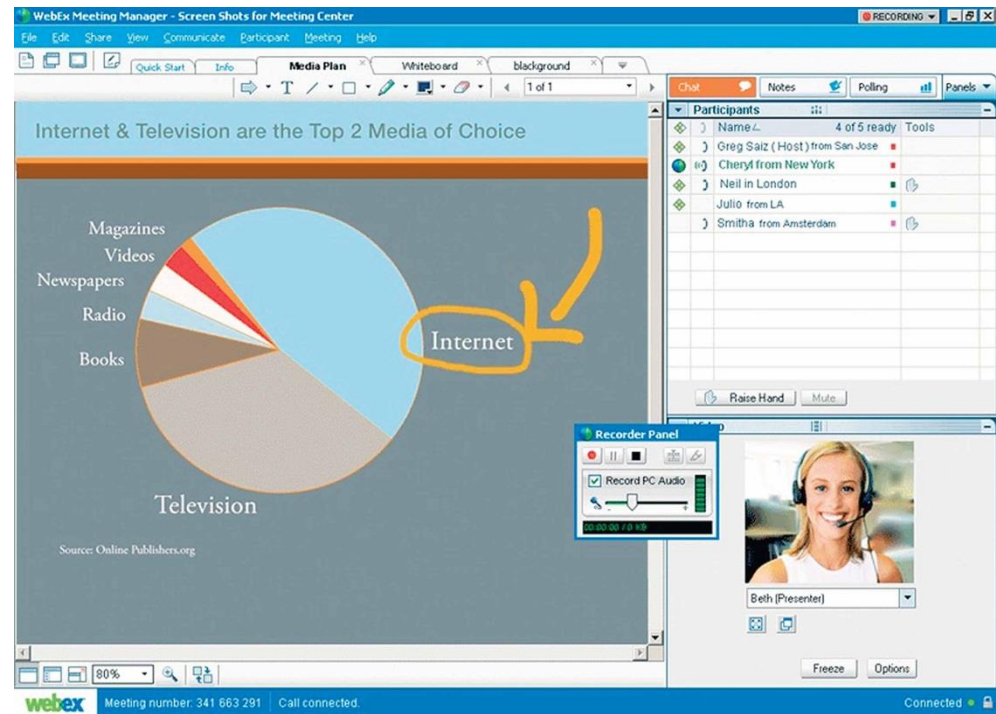 WebEx Meeting Manager - Screen Shots for Meeting Center
RECORDING
File Edit Share View Communicate Participant Meeting Help
Quick Start Info Media Plan Whiteboard blackground
T 1 of 1
Chat Notes Polling Panels
Internet & Television are the Top 2 Media of Choice
Magazines
Videos
Newspapers
Radio
Books
Internet
Television
Source: Online Publishers.org
Participants
Name 4 of 5 ready Tools
Greg Saiz ( Host ) from San Jose
Cheryl from New York
Neil in London
Julio from LA
Smitha from Amsterdam
Raise Hand Mute
Recorder Panel
Record PC Audio
- +
00:00:00 / 0 KB
Beth (Presenter)
Freeze Options
80%
webex Meeting number: 341 663 291 Call connected. Connected